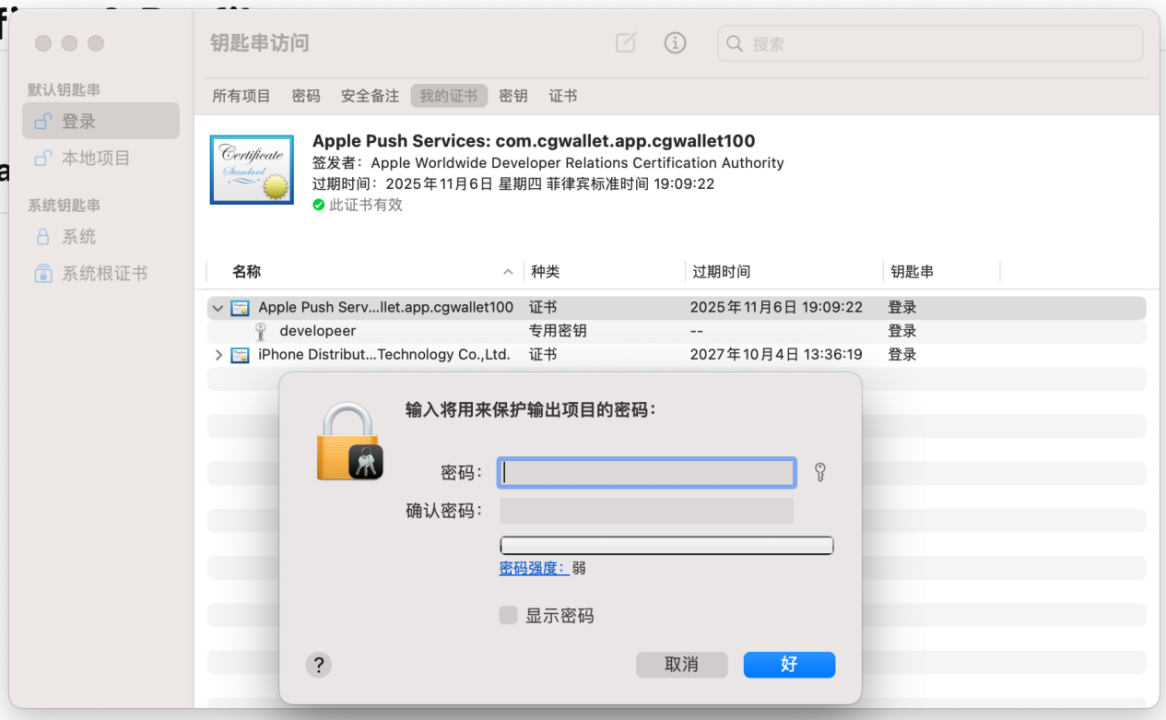 钥匙串访问
搜索
默认钥匙串
登录
本地项目
系统钥匙串
系统
系统根证书
所有项目 密码 安全备注 我的证书 密钥 证书
Certificate
Standard
Apple Push Services: com.cgwallet.app.cgwallet100
签发者：Apple Worldwide Developer Relations Certification Authority
过期时间：2025年11月6日 星期四 菲律宾标准时间 19:09:22
此证书有效
名称 种类 过期时间 钥匙串
Apple Push Serv...llet.app.cgwallet100 证书 2025年11月6日 19:09:22 登录
developeer 专用密钥 -- 登录
iPhone Distribut...Technology Co.,Ltd. 证书 2027年10月4日 13:36:19 登录
输入将用来保护输出项目的密码：
密码：
确认密码：
密码强度：弱
显示密码
? 取消 好